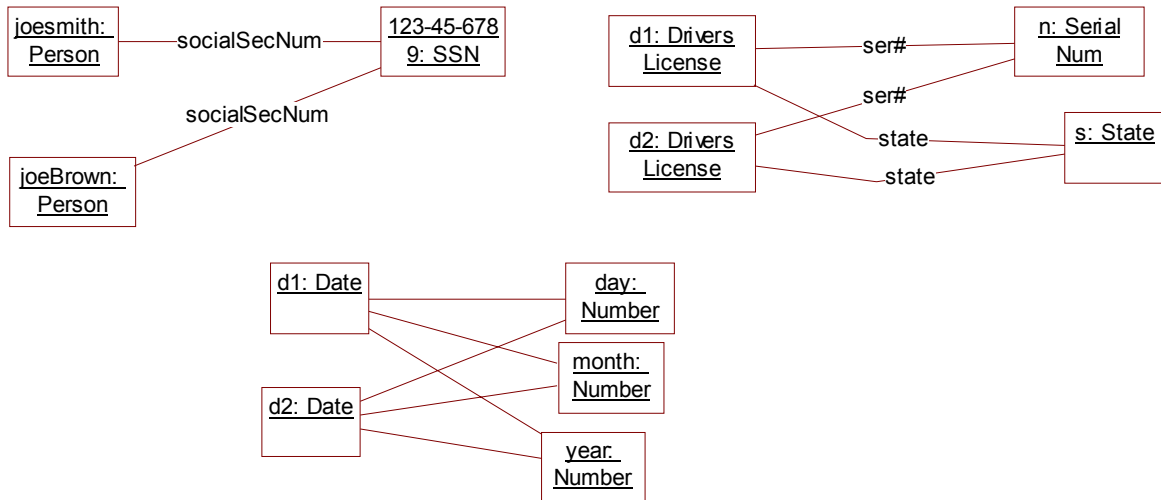 joesmith:
Person
socialSecNum
123-45-678
9: SSN
socialSecNum
joeBrown:
Person
d1: Drivers
License
ser#
n: Serial
Num
ser#
d2: Drivers
License
state
s: State
state
d1: Date
day:
Number
month:
Number
d2: Date
year:
Number